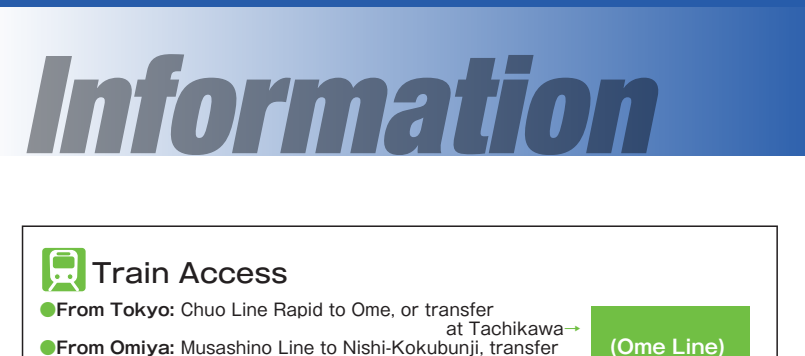 Information
Train Access
●From Tokyo: Chuo Line Rapid to Ome, or transfer
at Tachikawa→
●From Omiya: Musashino Line to Nishi-Kokubunji, transfer
(Ome Line)